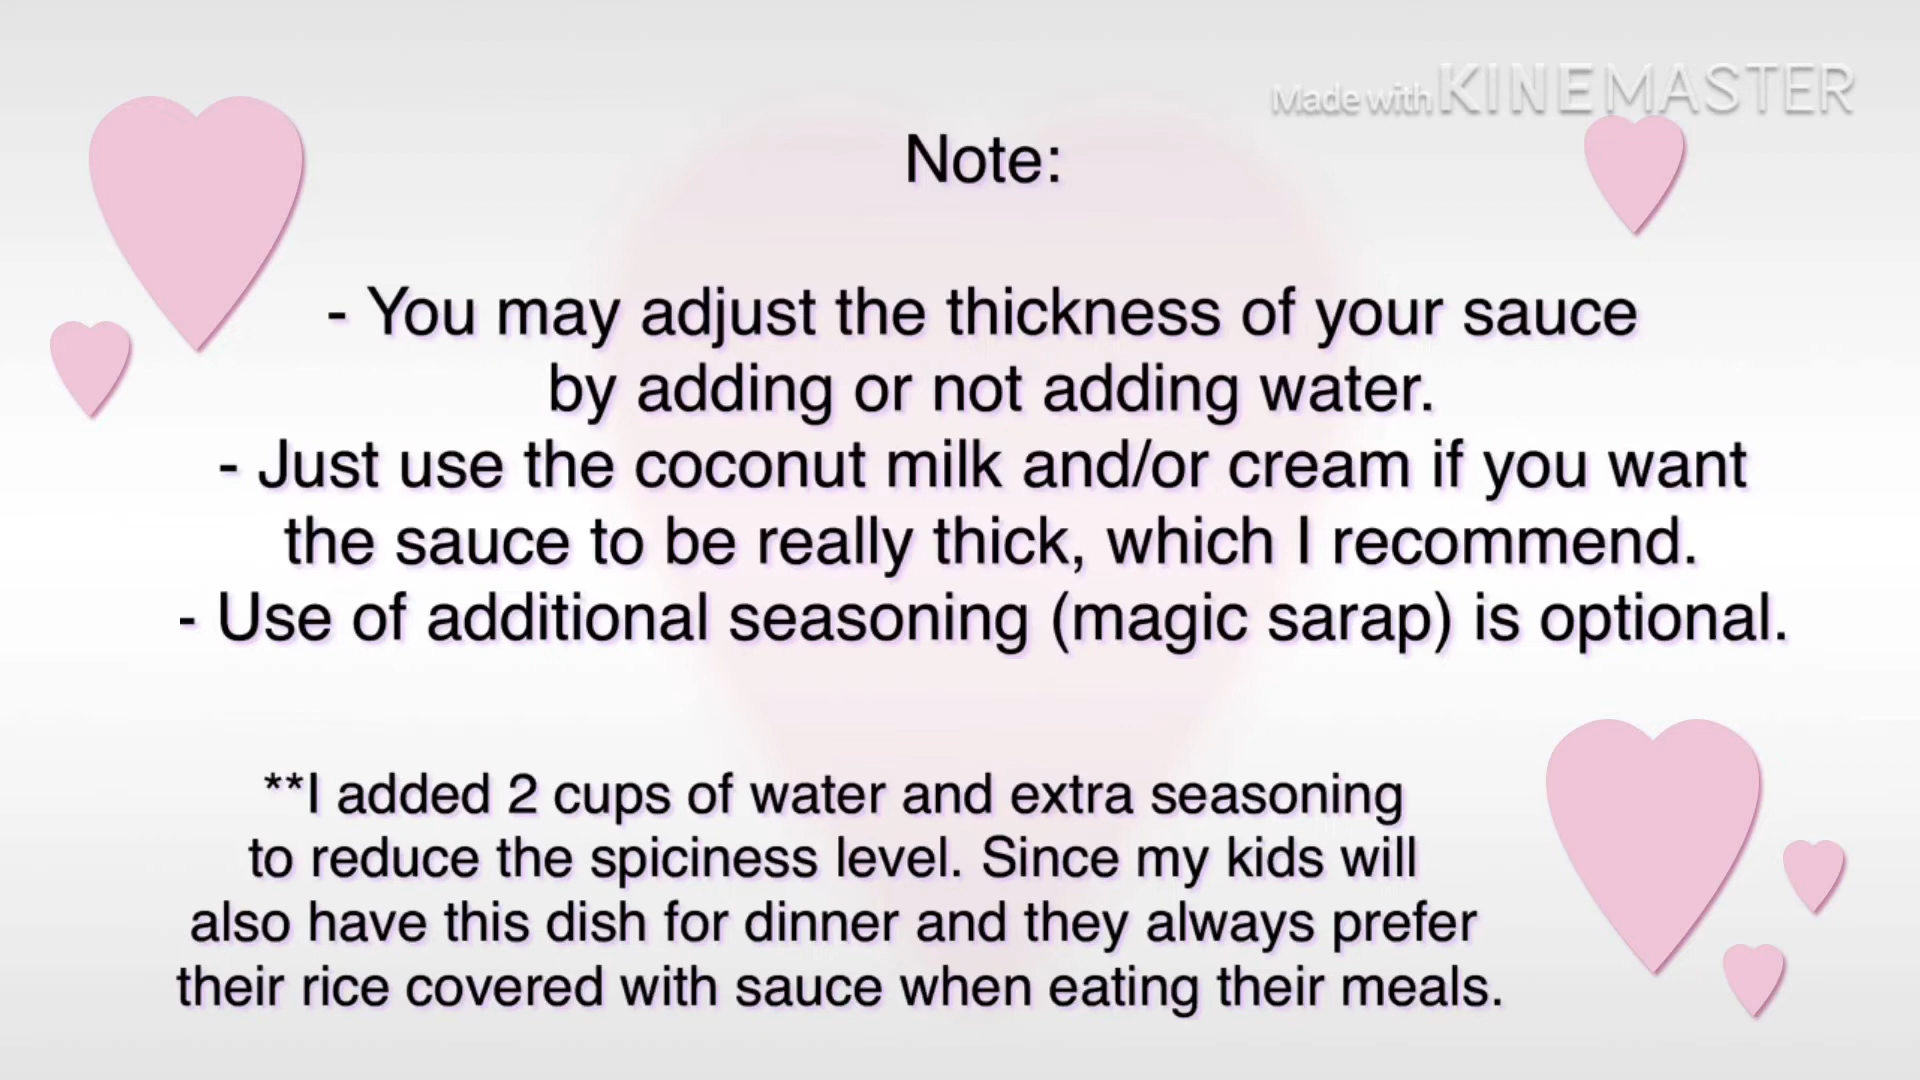 Made with KINEMASTER
Note:
- You may adjust the thickness of your sauce
by adding or not adding water.
- Just use the coconut milk and/or cream if you want
the sauce to be really thick, which I recommend.
- Use of additional seasoning (magic sarap) is optional.
**I added 2 cups of water and extra seasoning
to reduce the spiciness level. Since my kids will
also have this dish for dinner and they always prefer
their rice covered with sauce when eating their meals.